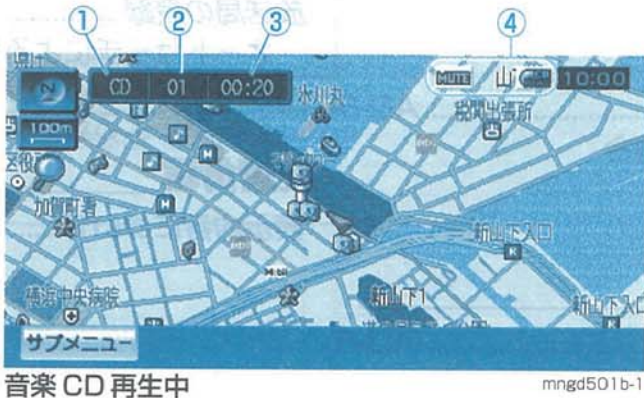 ① ② ③ ④
CD 01 00:20
MUTE 山 10:00
100m
氷川丸
税関出張所
加賀町署
新山下入口
横浜中央病院
新山下1
新山下入口
サブメニュー
音楽 CD 再生中
mngd501b-1